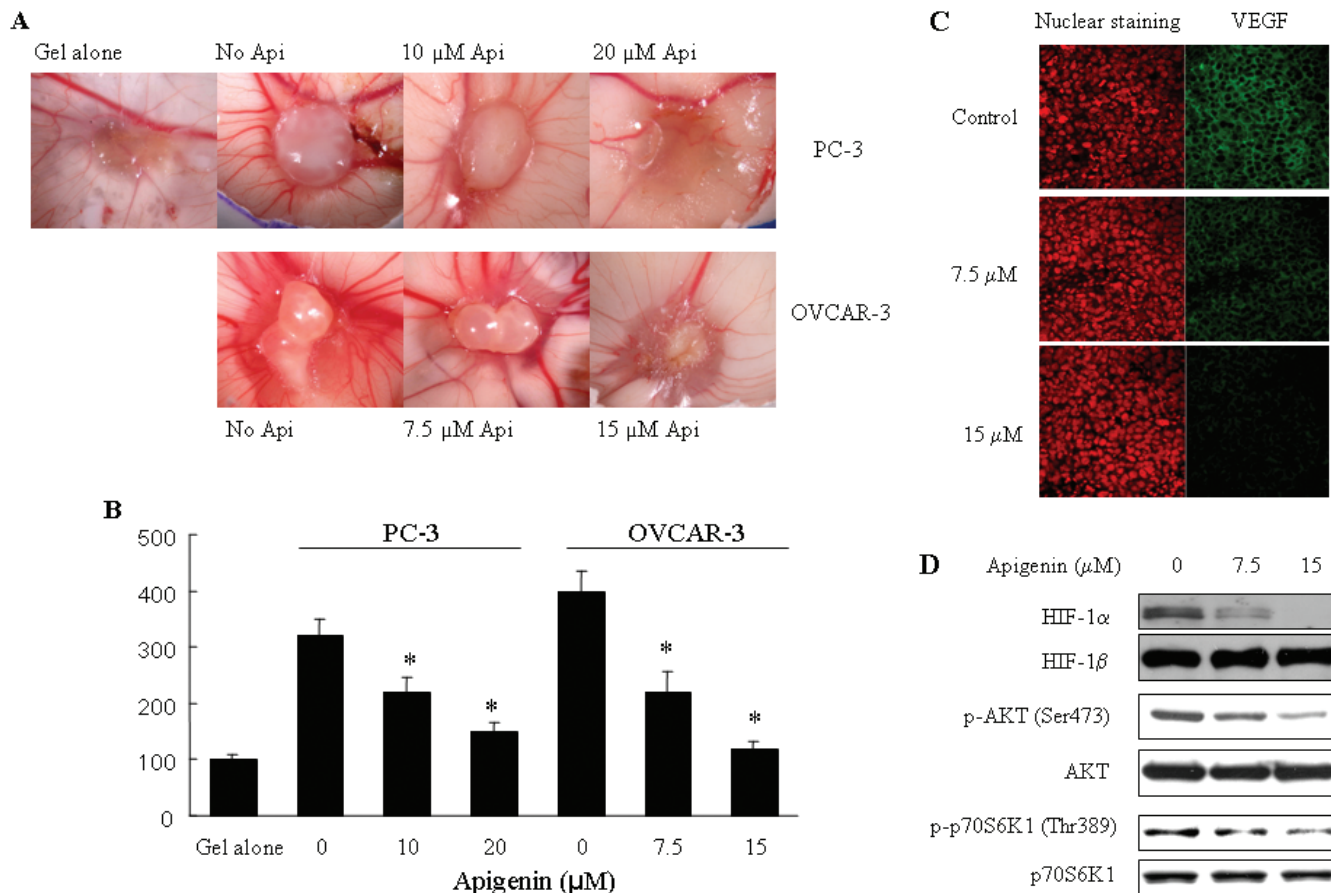 A
Gel alone No Api 10 µM Api 20 µM Api
PC-3
OVCAR-3
No Api 7.5 µM Api 15 µM Api
B
PC-3 OVCAR-3
500
400
300
200
100
0
Gel alone 0 10 20 0 7.5 15
Apigenin (µM)
* * * *
C
Nuclear staining VEGF
Control
7.5 µM
15 µM
D
Apigenin (µM) 0 7.5 15
HIF-1α
HIF-1β
p-AKT (Ser473)
AKT
p-p70S6K1 (Thr389)
p70S6K1